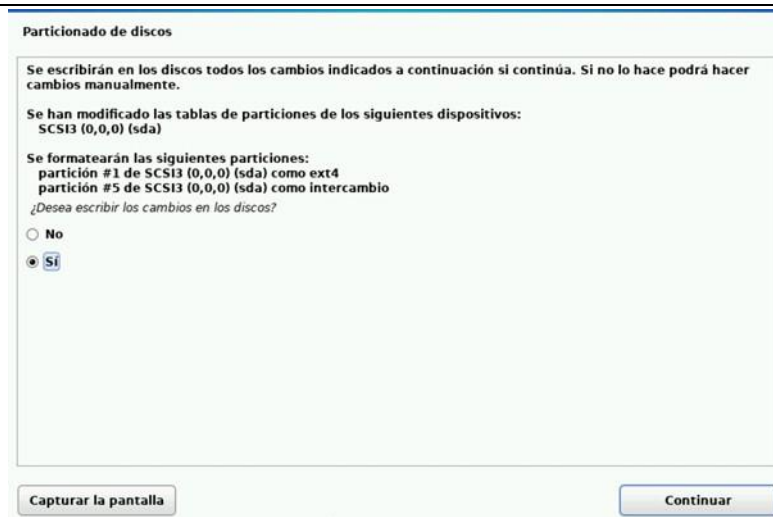 Particionado de discos
Se escribirán en los discos todos los cambios indicados a continuación si continúa. Si no lo hace podrá hacer
cambios manualmente.
Se han modificado las tablas de particiones de los siguientes dispositivos:
SCSI3 (0,0,0) (sda)
Se formatearán las siguientes particiones:
partición #1 de SCSI3 (0,0,0) (sda) como ext4
partición #5 de SCSI3 (0,0,0) (sda) como intercambio
¿Desea escribir los cambios en los discos?
No
Sí
Capturar la pantalla
Continuar